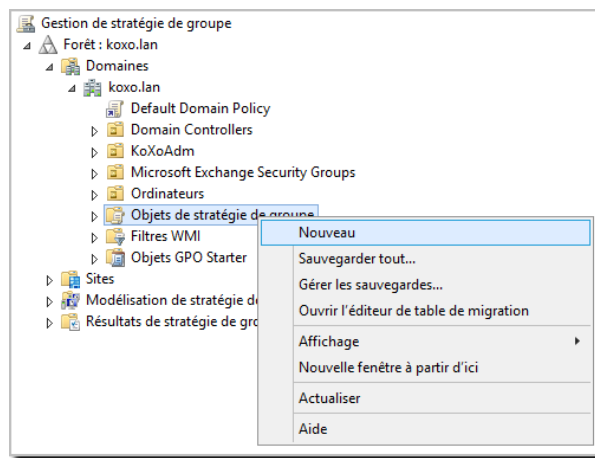 Gestion de stratégie de groupe
Forêt : koxo.lan
Domaines
koxo.lan
Default Domain Policy
Domain Controllers
KoXoAdm
Microsoft Exchange Security Groups
Ordinateurs
Objets de stratégie de groupe
Filtres WMI
Objets GPO Starter
Sites
Modélisation de stratégie d
Résultats de stratégie de gro
Nouveau
Sauvegarder tout...
Gérer les sauvegardes...
Ouvrir l'éditeur de table de migration
Affichage
Nouvelle fenêtre à partir d'ici
Actualiser
Aide